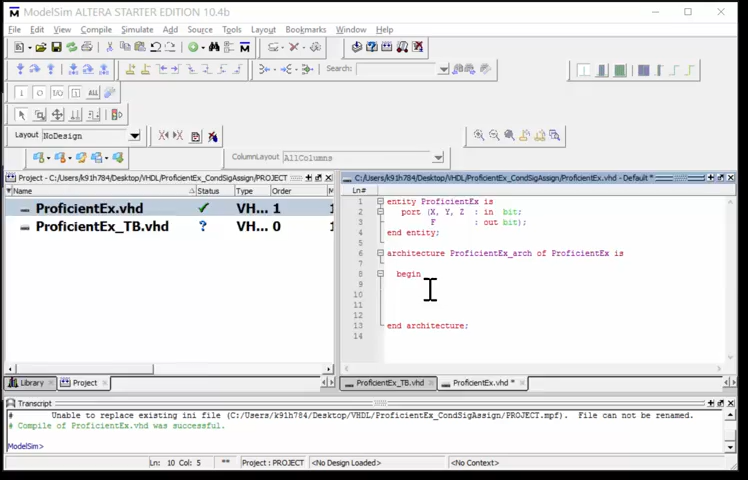 ModelSim ALTERA STARTER EDITION 10.4b
File Edit View Compile Simulate Add Source Tools Layout Bookmarks Window Help
Search:
ALL
Layout NoDesign
ColumnLayout AllColumns
Project - C:/Users/k91h784/Desktop/VHDL/ProficientEx_CondSigAssign/PROJECT
Name Status Type Order M
ProficientEx.vhd VH... 1 1
ProficientEx_TB.vhd ? VH... 0 1
Library Project
C:/Users/k91h784/Desktop/VHDL/ProficientEx_CondSigAssign/ProficientEx.vhd - Default *
Ln#
1 entity ProficientEx is
2 port (X, Y, Z : in bit;
3 F : out bit);
4 end entity;
5
6 architecture ProficientEx_arch of ProficientEx is
7
8 begin
9
10
11
12
13 end architecture;
14
ProficientEx_TB.vhd ProficientEx.vhd *
Transcript
# Unable to replace existing ini file (C:/Users/k91h784/Desktop/VHDL/ProficientEx_CondSigAssign/PROJECT.mpf). File can not be renamed.
# Compile of ProficientEx.vhd was successful.
ModelSim>
Ln: 10 Col: 5 Project : PROJECT <No Design Loaded> <No Context>